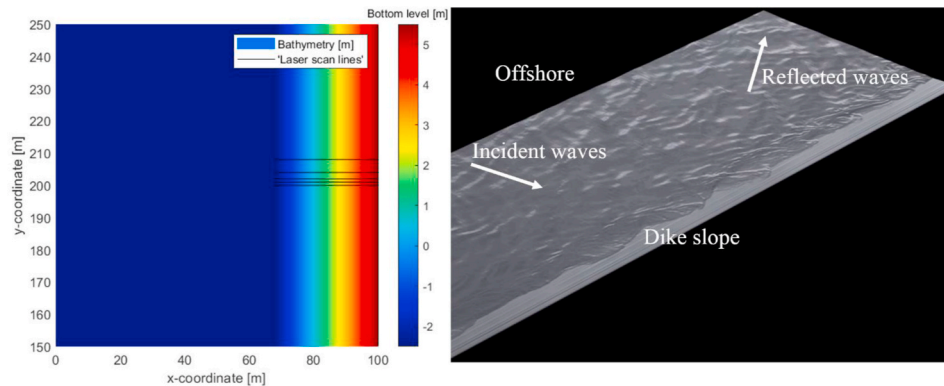 Bottom level [m]
250
240
230
220
210
200
190
180
170
160
150
y-coordinate [m]
0
20
40
60
80
100
x-coordinate [m]
Bathymetry [m]
'Laser scan lines'
5
4
3
2
1
0
-1
-2
Offshore
Reflected waves
Incident waves
Dike slope